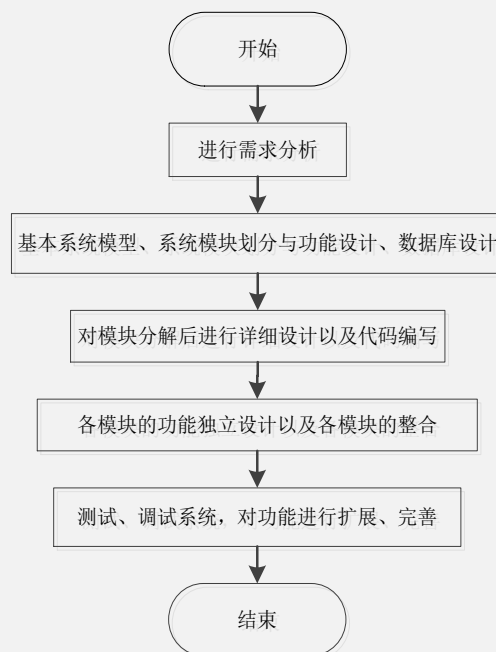 开始
进行需求分析
基本系统模型、系统模块划分与功能设计、数据库设计
对模块分解后进行详细设计以及代码编写
各模块的功能独立设计以及各模块的整合
测试、调试系统，对功能进行扩展、完善
结束